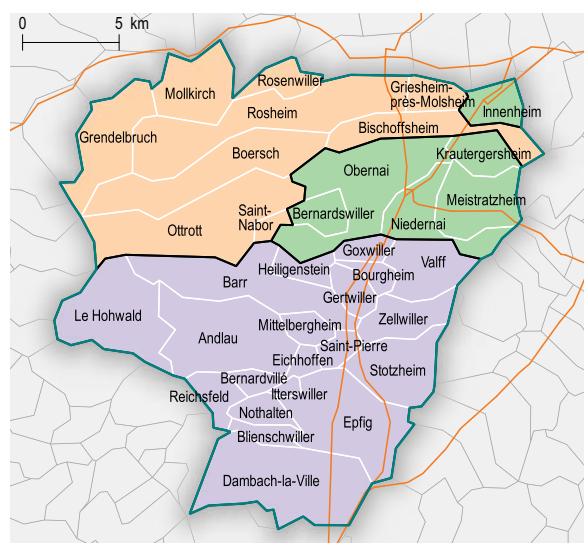 0 5 km
Mollkirch
Rosenwiller
Griesheim-
près-Molsheim
Innenheim
Rosheim
Grendelbruch
Bischoffsheim
Boersch
Krautergersheim
Obernai
Meistratzheim
Saint-
Nabor
Bernardswiller
Ottrott
Niedernai
Goxwiller
Valff
Heiligenstein
Bourgheim
Barr
Gertwiller
Le Hohwald
Zellwiller
Mittelbergheim
Andlau
Saint-Pierre
Eichhoffen
Stotzheim
Bernardvillé
Reichsfeld
Itterswiller
Nothalten
Epfig
Blienschwiller
Dambach-la-Ville